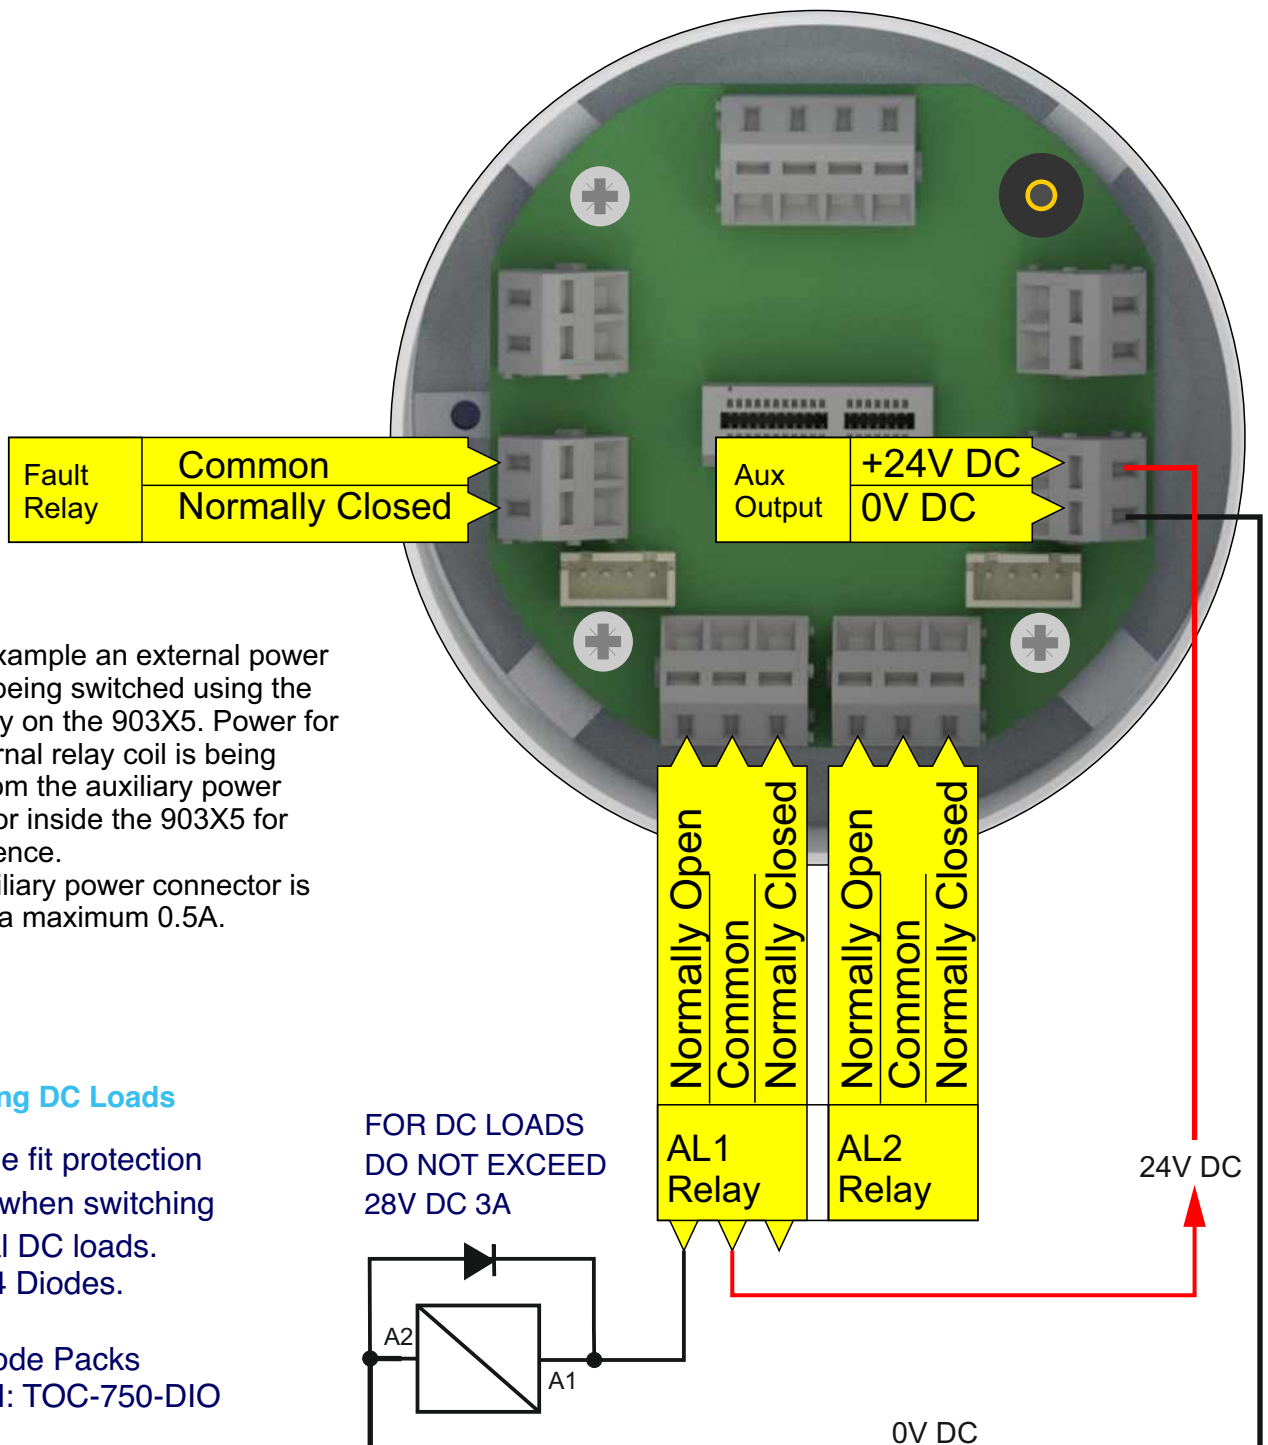 Fault
Relay
Common
Normally Closed
Aux
Output
+24V DC
0V DC
xample an external power
being switched using the
y on the 903X5. Power for
rnal relay coil is being
om the auxiliary power
or inside the 903X5 for
ence.
iliary power connector is
a maximum 0.5A.
Normally Open
Common
Normally Closed
AL1
Relay
Normally Open
Common
Normally Closed
AL2
Relay
ng DC Loads
e fit protection
when switching
al DC loads.
4 Diodes.
ode Packs
l: TOC-750-DIO
FOR DC LOADS
DO NOT EXCEED
28V DC 3A
24V DC
A2
A1
0V DC